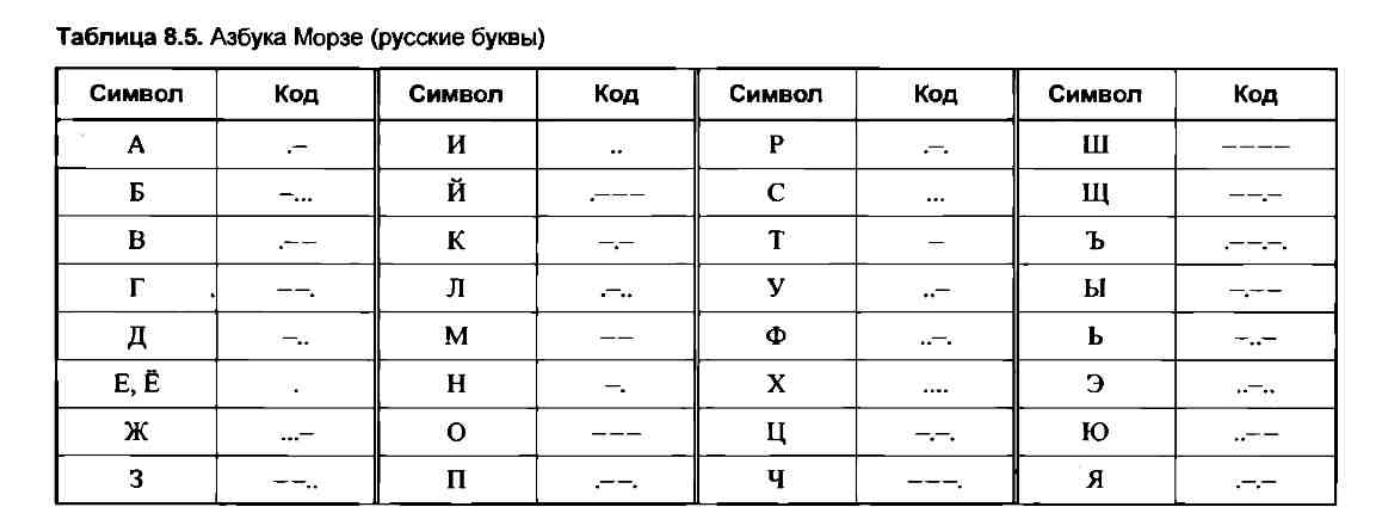 Таблица 8.5. Азбука Морзе (русские буквы)
Символ Код Символ Код Символ Код Символ Код
А .– И .. Р .–. Ш ––––
Б –... Й .––– С ... Щ ––.–
В .–– К –.– Т – Ъ .––.–.
Г ––. Л .–.. У ..– Ы –.––
Д –.. М –– Ф ..–. Ь –..–
Е, Ё . Н –. Х .... Э ..–..
Ж ...– О ––– Ц –.–. Ю ..––
З ––.. П .––. Ч –––. Я .–.–